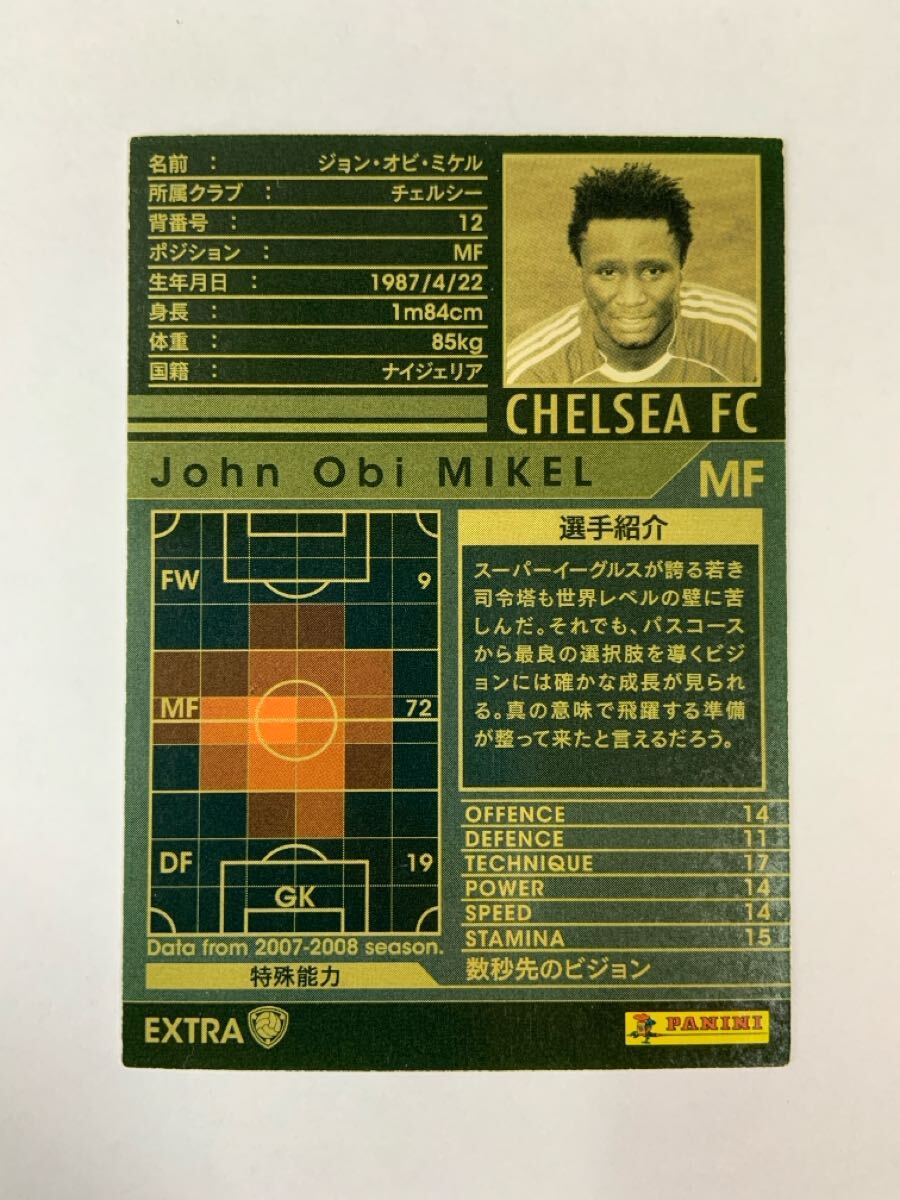 名前 : ジョン・オビ・ミケル
所属クラブ : チェルシー
背番号 : 12
ポジション : MF
生年月日 : 1987/4/22
身長 : 1m84cm
体重 : 85kg
国籍 : ナイジェリア
CHELSEA FC
John Obi MIKEL
MF
FW 9
MF 72
DF 19
GK
Data from 2007-2008 season.
選手紹介
スーパーイーグルスが誇る若き
司令塔も世界レベルの壁に苦
しんだ。それでも、パスコース
から最良の選択肢を導くビジ
ョンには確かな成長が見られ
る。真の意味で飛躍する準備
が整って来たと言えるだろう。
OFFENCE 14
DEFENCE 11
TECHNIQUE 17
POWER 14
SPEED 14
STAMINA 15
特殊能力
数秒先のビジョン
EXTRA
PANINI